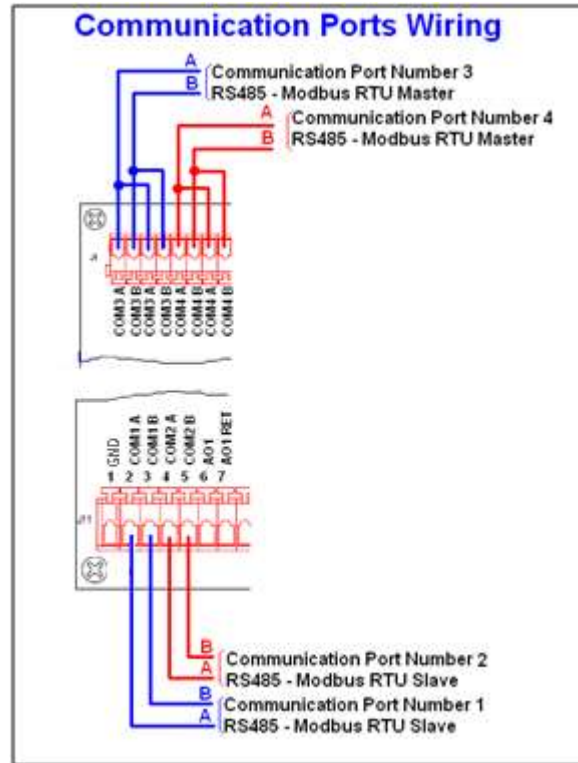 Communication Ports Wiring
A
B
Communication Port Number 3
RS485 - Modbus RTU Master
A
B
Communication Port Number 4
RS485 - Modbus RTU Master
COM3 A
COM3 B
COM3 A
COM3 B
COM4 A
COM4 B
COM4 A
COM4 B
1 GND
2 COM1 A
3 COM1 B
4 COM2 A
5 COM2 B
6 AO1
7 AO1 RET
J11
B
A
Communication Port Number 2
RS485 - Modbus RTU Slave
B
A
Communication Port Number 1
RS485 - Modbus RTU Slave